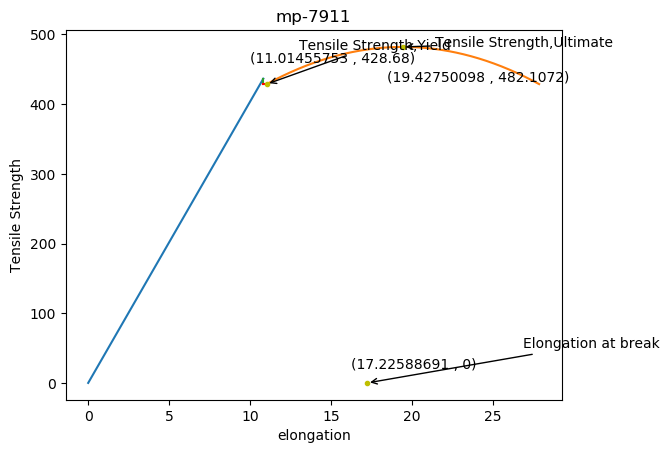 mp-7911
500
400
300
200
100
0
Tensile Strength
Tensile Strength,Yield
(11.01455753 , 428.68)
Tensile Strength,Ultimate
(19.42750098 , 482.1072)
Elongation at break
(17.22588691 , 0)
0 5 10 15 20 25
elongation